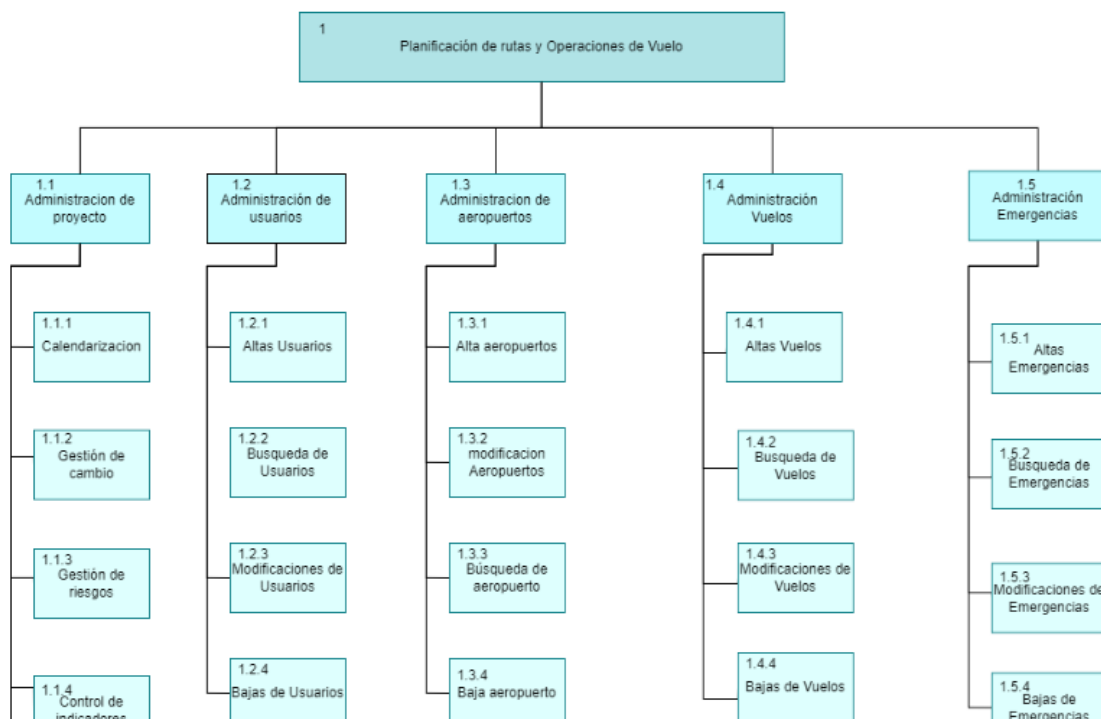 1
Planificación de rutas y Operaciones de Vuelo
1.1
Administracion de
proyecto
1.2
Administración de
usuarios
1.3
Administracion de
aeropuertos
1.4
Administración
Vuelos
1.5
Administración
Emergencias
1.1.1
Calendarizacion
1.1.2
Gestión de
cambio
1.1.3
Gestión de
riesgos
1.1.4
Control de
indicadores
1.2.1
Altas Usuarios
1.2.2
Busqueda de
Usuarios
1.2.3
Modificaciones de
Usuarios
1.2.4
Bajas de Usuarios
1.3.1
Alta aeropuertos
1.3.2
modificacion
Aeropuertos
1.3.3
Búsqueda de
aeropuerto
1.3.4
Baja aeropuerto
1.4.1
Altas Vuelos
1.4.2
Busqueda de
Vuelos
1.4.3
Modificaciones de
Vuelos
1.4.4
Bajas de Vuelos
1.5.1
Altas
Emergencias
1.5.2
Busqueda de
Emergencias
1.5.3
Modificaciones de
Emergencias
1.5.4
Bajas de
Emergencias